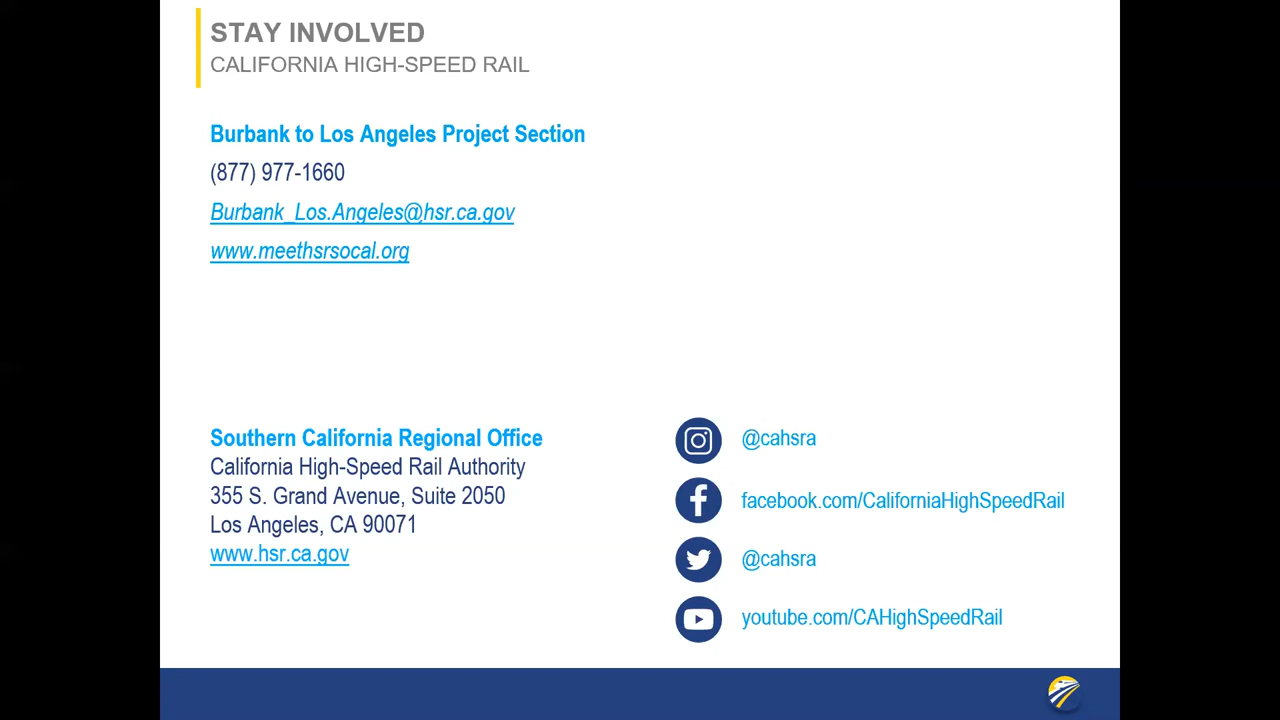 STAY INVOLVED
CALIFORNIA HIGH-SPEED RAIL
Burbank to Los Angeles Project Section
(877) 977-1660
Burbank_Los.Angeles@hsr.ca.gov
www.meethsrsocal.org
Southern California Regional Office
California High-Speed Rail Authority
355 S. Grand Avenue, Suite 2050
Los Angeles, CA 90071
www.hsr.ca.gov
@cahsra
facebook.com/CaliforniaHighSpeedRail
@cahsra
youtube.com/CAHighSpeedRail